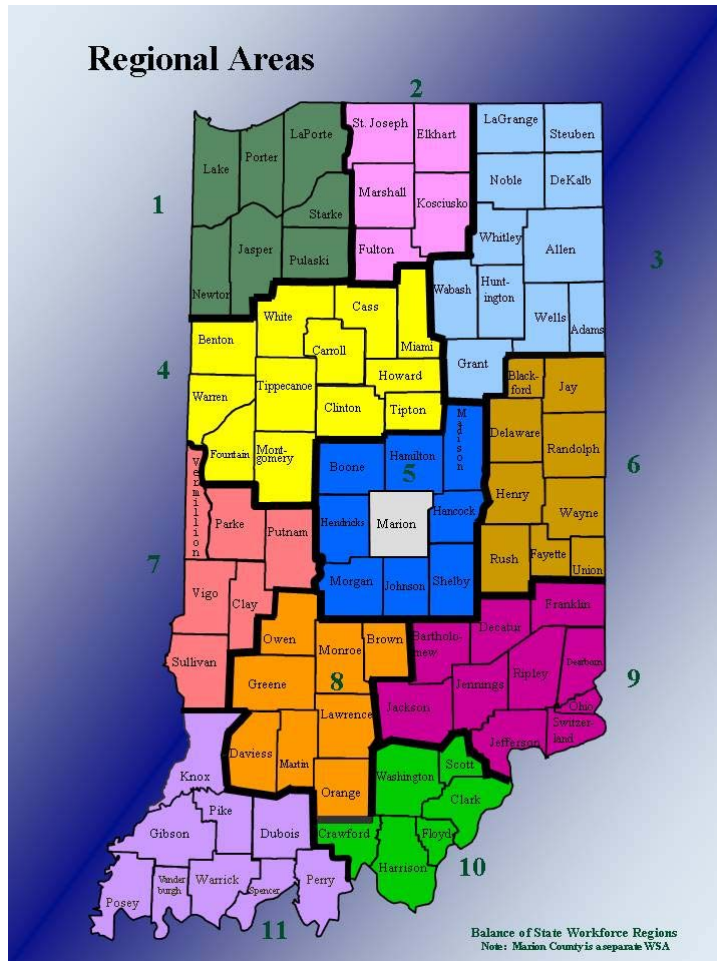 Regional Areas
2
St. Joseph
Elkhart
LaGrange
Steuben
LaPorte
Porter
Lake
Noble
DeKalb
Marshall
Kosciusko
1
Starke
Whitley
Allen
Jasper
Pulaski
Fulton
3
Newton
Wabash
Hunt-
ington
White
Cass
Wells
Adams
Benton
Carroll
Miami
4
Grant
Howard
Black-
ford
Jay
Warren
Tippecanoe
Clinton
Tipton
Madison
Delaware
Randolph
Fountain
Mont-
gomery
Boone
Hamilton
5
6
Vermillion
Henry
Wayne
Parke
Putnam
Hendricks
Marion
Hancock
7
Rush
Fayette
Union
Vigo
Clay
Morgan
Johnson
Shelby
Franklin
Owen
Monroe
Brown
Bartholo-
mew
Decatur
Sullivan
Dearborn
Ripley
Greene
8
Jennings
9
Lawrence
Jackson
Ohio
Switzer-
land
Jefferson
Daviess
Martin
Knox
Orange
Washington
Scott
Clark
Pike
Gibson
Dubois
Crawford
Floyd
Harrison
10
Posey
Vander
burgh
Warrick
Spencer
Perry
11
Balance of State Workforce Regions
Note: Marion County is a separate WSA